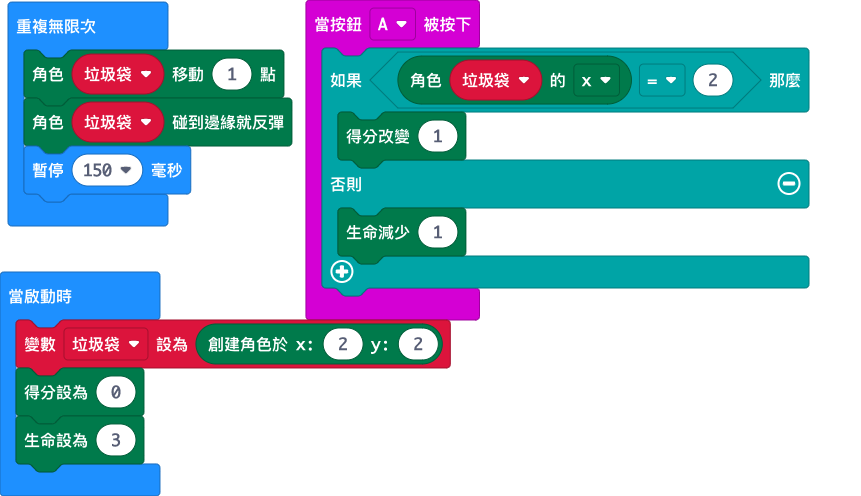 重複無限次
角色 垃圾袋 移動 1 點
角色 垃圾袋 碰到邊緣就反彈
暫停 150 毫秒
當按鈕 A 被按下
如果 角色 垃圾袋 的 x = 2 那麼
得分改變 1
否則
生命減少 1
當啟動時
變數 垃圾袋 設為 創建角色於 x: 2 y: 2
得分設為 0
生命設為 3